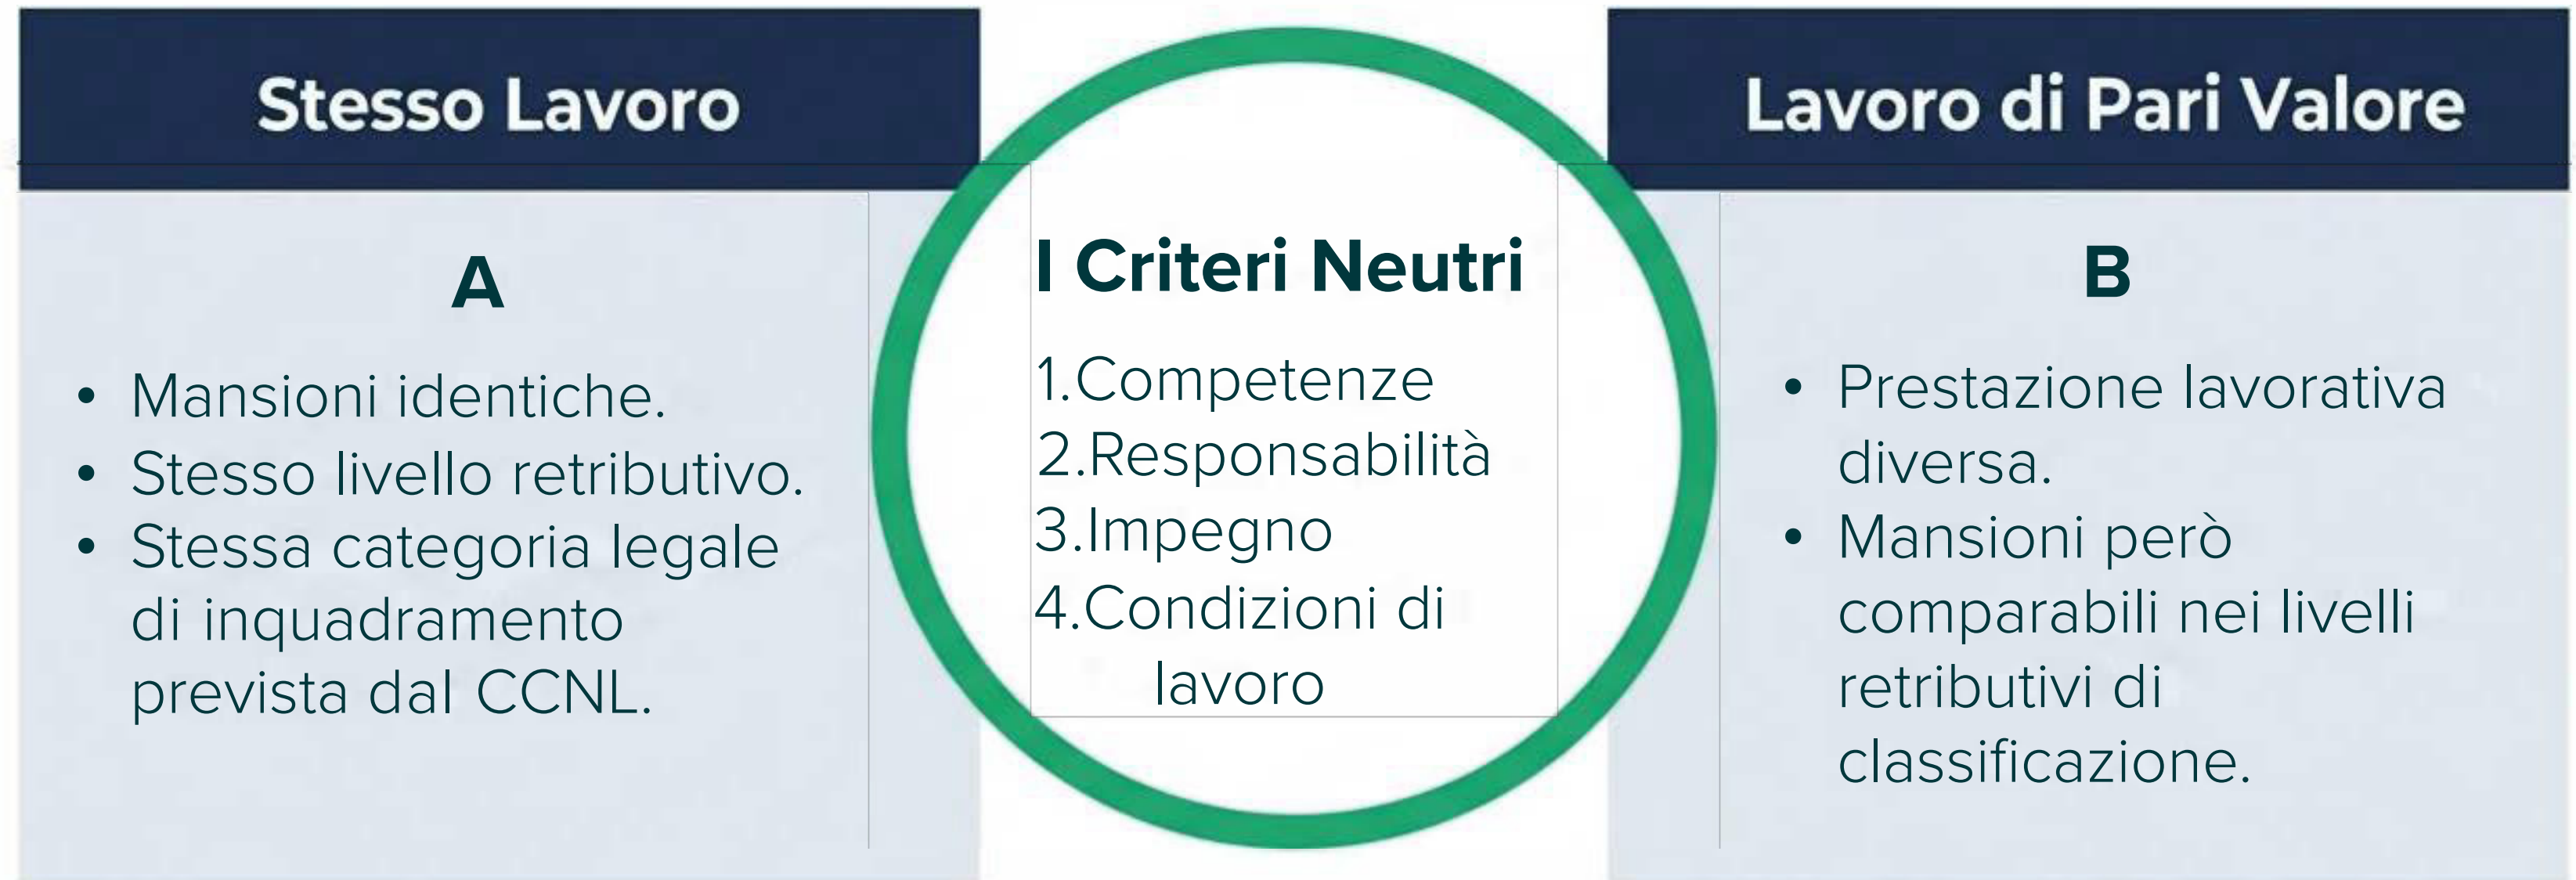 Stesso Lavoro
A
• Mansioni identiche.
• Stesso livello retributivo.
• Stessa categoria legale
di inquadramento
prevista dal CCNL.
I Criteri Neutri
1.Competenze
2.Responsabilità
3.Impegno
4.Condizioni di
lavoro
Lavoro di Pari Valore
B
• Prestazione lavorativa
diversa.
• Mansioni però
comparabili nei livelli
retributivi di
classificazione.